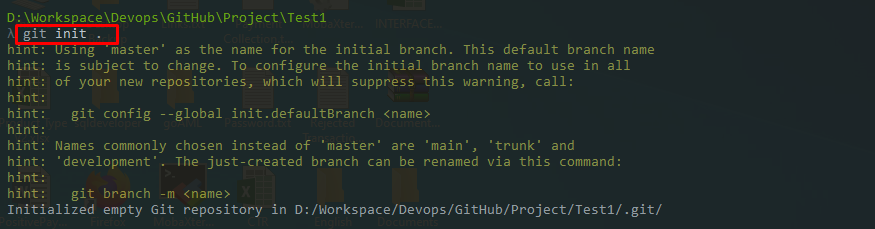 D:\Workspace\Devops\GitHub\Project\Test1
λ git init .
hint: Using 'master' as the name for the initial branch. This default branch name
hint: is subject to change. To configure the initial branch name to use in all
hint: of your new repositories, which will suppress this warning, call:
hint:
hint:   git config --global init.defaultBranch <name>
hint:
hint: Names commonly chosen instead of 'master' are 'main', 'trunk' and
hint: 'development'. The just-created branch can be renamed via this command:
hint:
hint:   git branch -m <name>
Initialized empty Git repository in D:/Workspace/Devops/GitHub/Project/Test1/.git/